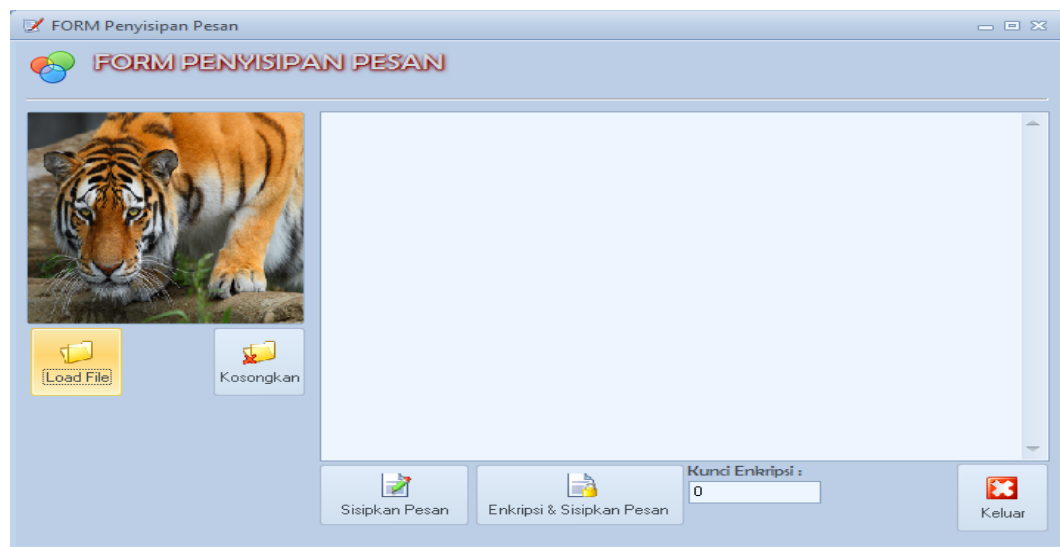 FORM Penyisipan Pesan
FORM PENYISIPAN PESAN
Load File
Kosongkan
Kunci Enkripsi :
0
Sisipkan Pesan
Enkripsi & Sisipkan Pesan
Keluar